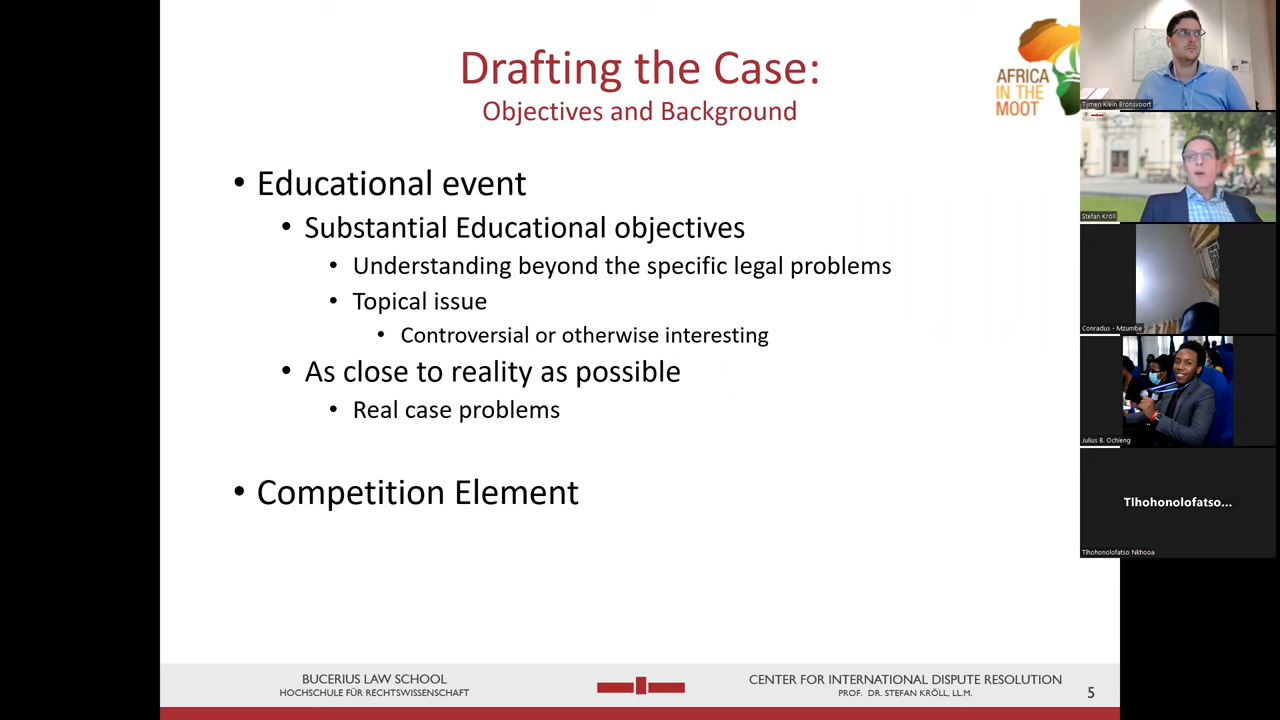 Drafting the Case:
Objectives and Background
AFRICA
IN THE
MOOT
• Educational event
• Substantial Educational objectives
• Understanding beyond the specific legal problems
• Topical issue
• Controversial or otherwise interesting
• As close to reality as possible
• Real case problems
• Competition Element
BUCERIUS LAW SCHOOL
HOCHSCHULE FÜR RECHTSWISSENSCHAFT
CENTER FOR INTERNATIONAL DISPUTE RESOLUTION
PROF. DR. STEFAN KRÖLL, LL.M.
5
Tijmen Klein Bronsvoort
Stefan Kröll
Conradus - Mzumbe
Julius B. Ochieng
Tlhohonolofatso...
Tlhohonolofatso Nkhooa